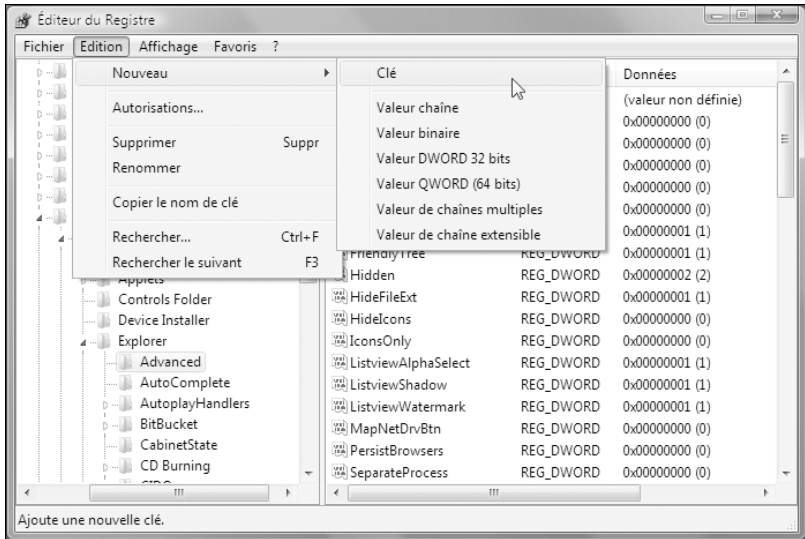 Éditeur du Registre
Fichier Edition Affichage Favoris ?
Nouveau
Autorisations...
Supprimer Suppr
Renommer
Copier le nom de clé
Rechercher... Ctrl+F
Rechercher le suivant F3
Clé
Valeur chaîne
Valeur binaire
Valeur DWORD 32 bits
Valeur QWORD (64 bits)
Valeur de chaînes multiples
Valeur de chaîne extensible
Applets
Controls Folder
Device Installer
Explorer
Advanced
AutoComplete
AutoplayHandlers
BitBucket
CabinetState
CD Burning
Données
(valeur non définie)
0x00000000 (0)
0x00000000 (0)
0x00000000 (0)
0x00000000 (0)
0x00000000 (0)
0x00000001 (1)
FriendlyTree REG_DWORD 0x00000000 (0)
Hidden REG_DWORD 0x00000002 (2)
HideFileExt REG_DWORD 0x00000001 (1)
HideIcons REG_DWORD 0x00000000 (0)
IconsOnly REG_DWORD 0x00000000 (0)
ListviewAlphaSelect REG_DWORD 0x00000001 (1)
ListviewShadow REG_DWORD 0x00000001 (1)
ListviewWatermark REG_DWORD 0x00000001 (1)
MapNetDrvBtn REG_DWORD 0x00000000 (0)
PersistBrowsers REG_DWORD 0x00000000 (0)
SeparateProcess REG_DWORD 0x00000000 (0)
Ajoute une nouvelle clé.